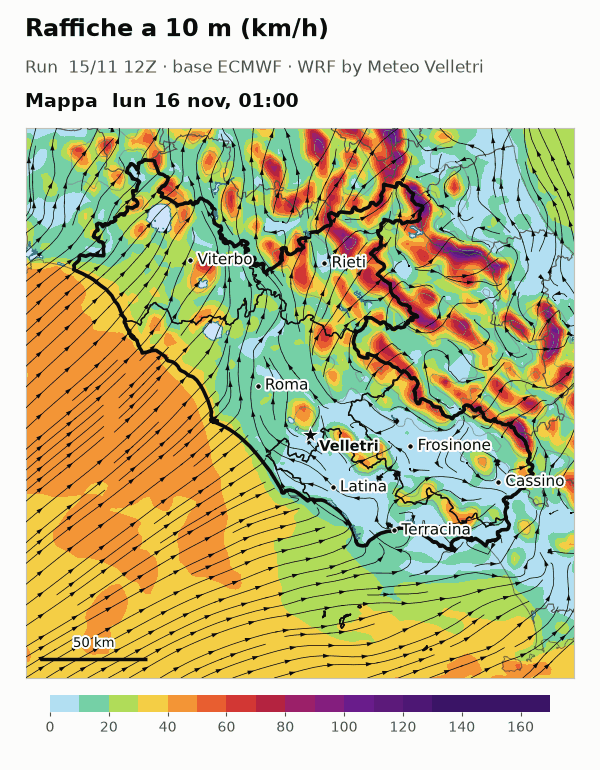 Raffiche a 10 m (km/h)
Run 15/11 12Z · base ECMWF · WRF by Meteo Velletri
Mappa lun 16 nov, 01:00
Viterbo
Rieti
Roma
Velletri
Frosinone
Latina
Cassino
Terracina
50 km
0 20 40 60 80 100 120 140 160